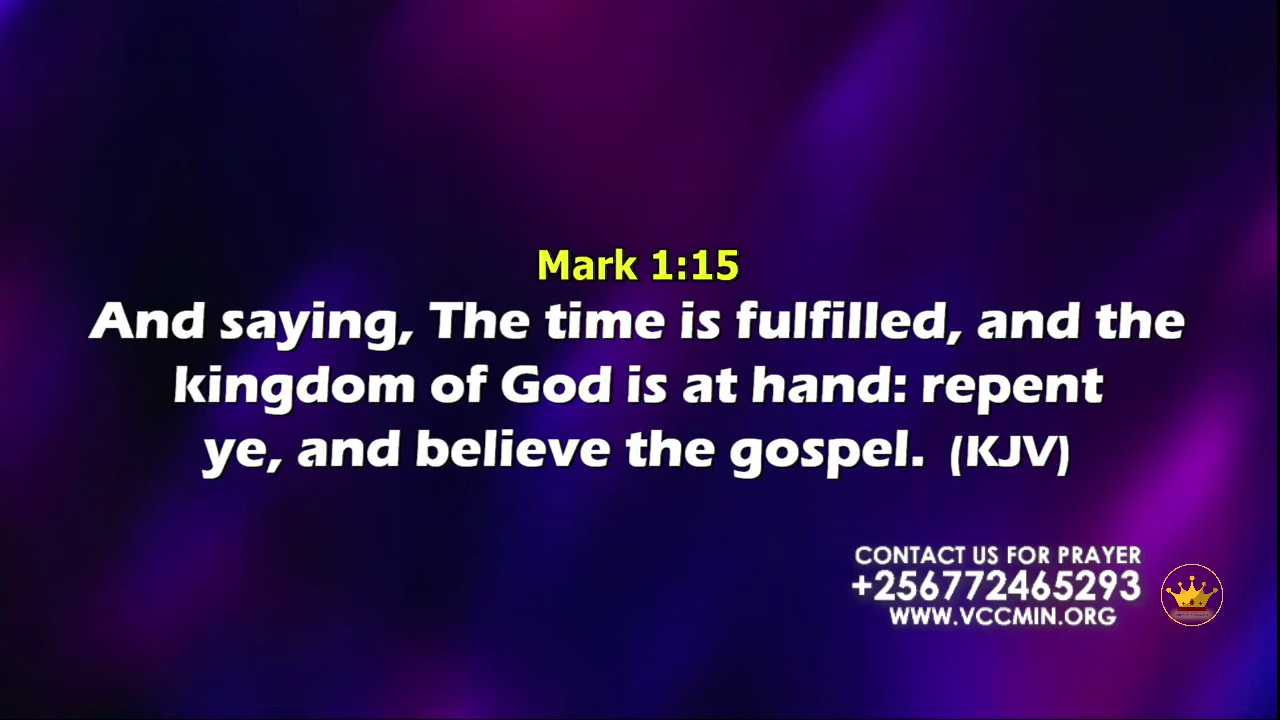 Mark 1:15
And saying, The time is fulfilled, and the
kingdom of God is at hand: repent
ye, and believe the gospel. (KJV)
CONTACT US FOR PRAYER
+256772465293
WWW.VCCMIN.ORG